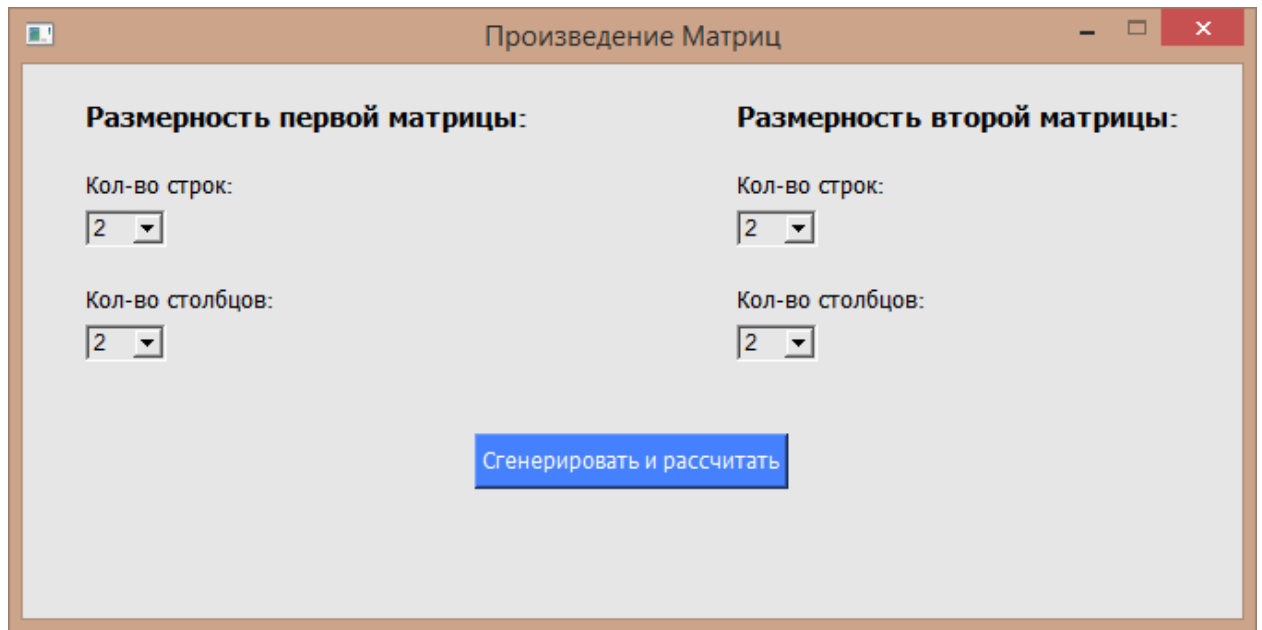 Произведение Матриц
Размерность первой матрицы:
Размерность второй матрицы:
Кол-во строк:
Кол-во строк:
2
2
Кол-во столбцов:
Кол-во столбцов:
2
2
Сгенерировать и рассчитать